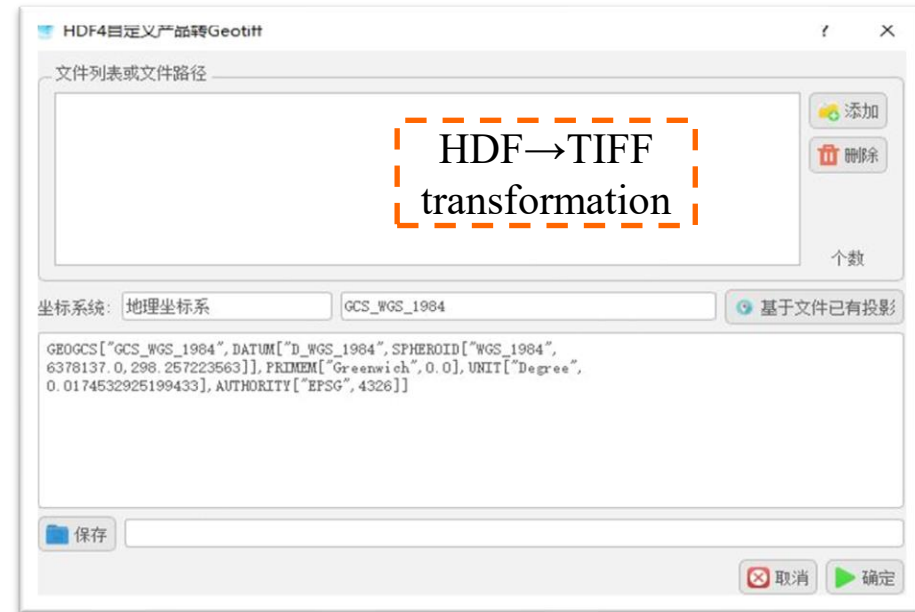 HDF4自定义产品转Geotiff
? ×
文件列表或文件路径
添加
HDF→TIFF
transformation
删除
个数
坐标系统: 地理坐标系 GCS_WGS_1984 基于文件已有投影
GEOGCS["GCS_WGS_1984",DATUM["D_WGS_1984",SPHEROID["WGS_1984",
6378137.0,298.257223563]],PRIMEM["Greenwich",0.0],UNIT["Degree",
0.0174532925199433],AUTHORITY["EPSG",4326]]
保存
取消 确定